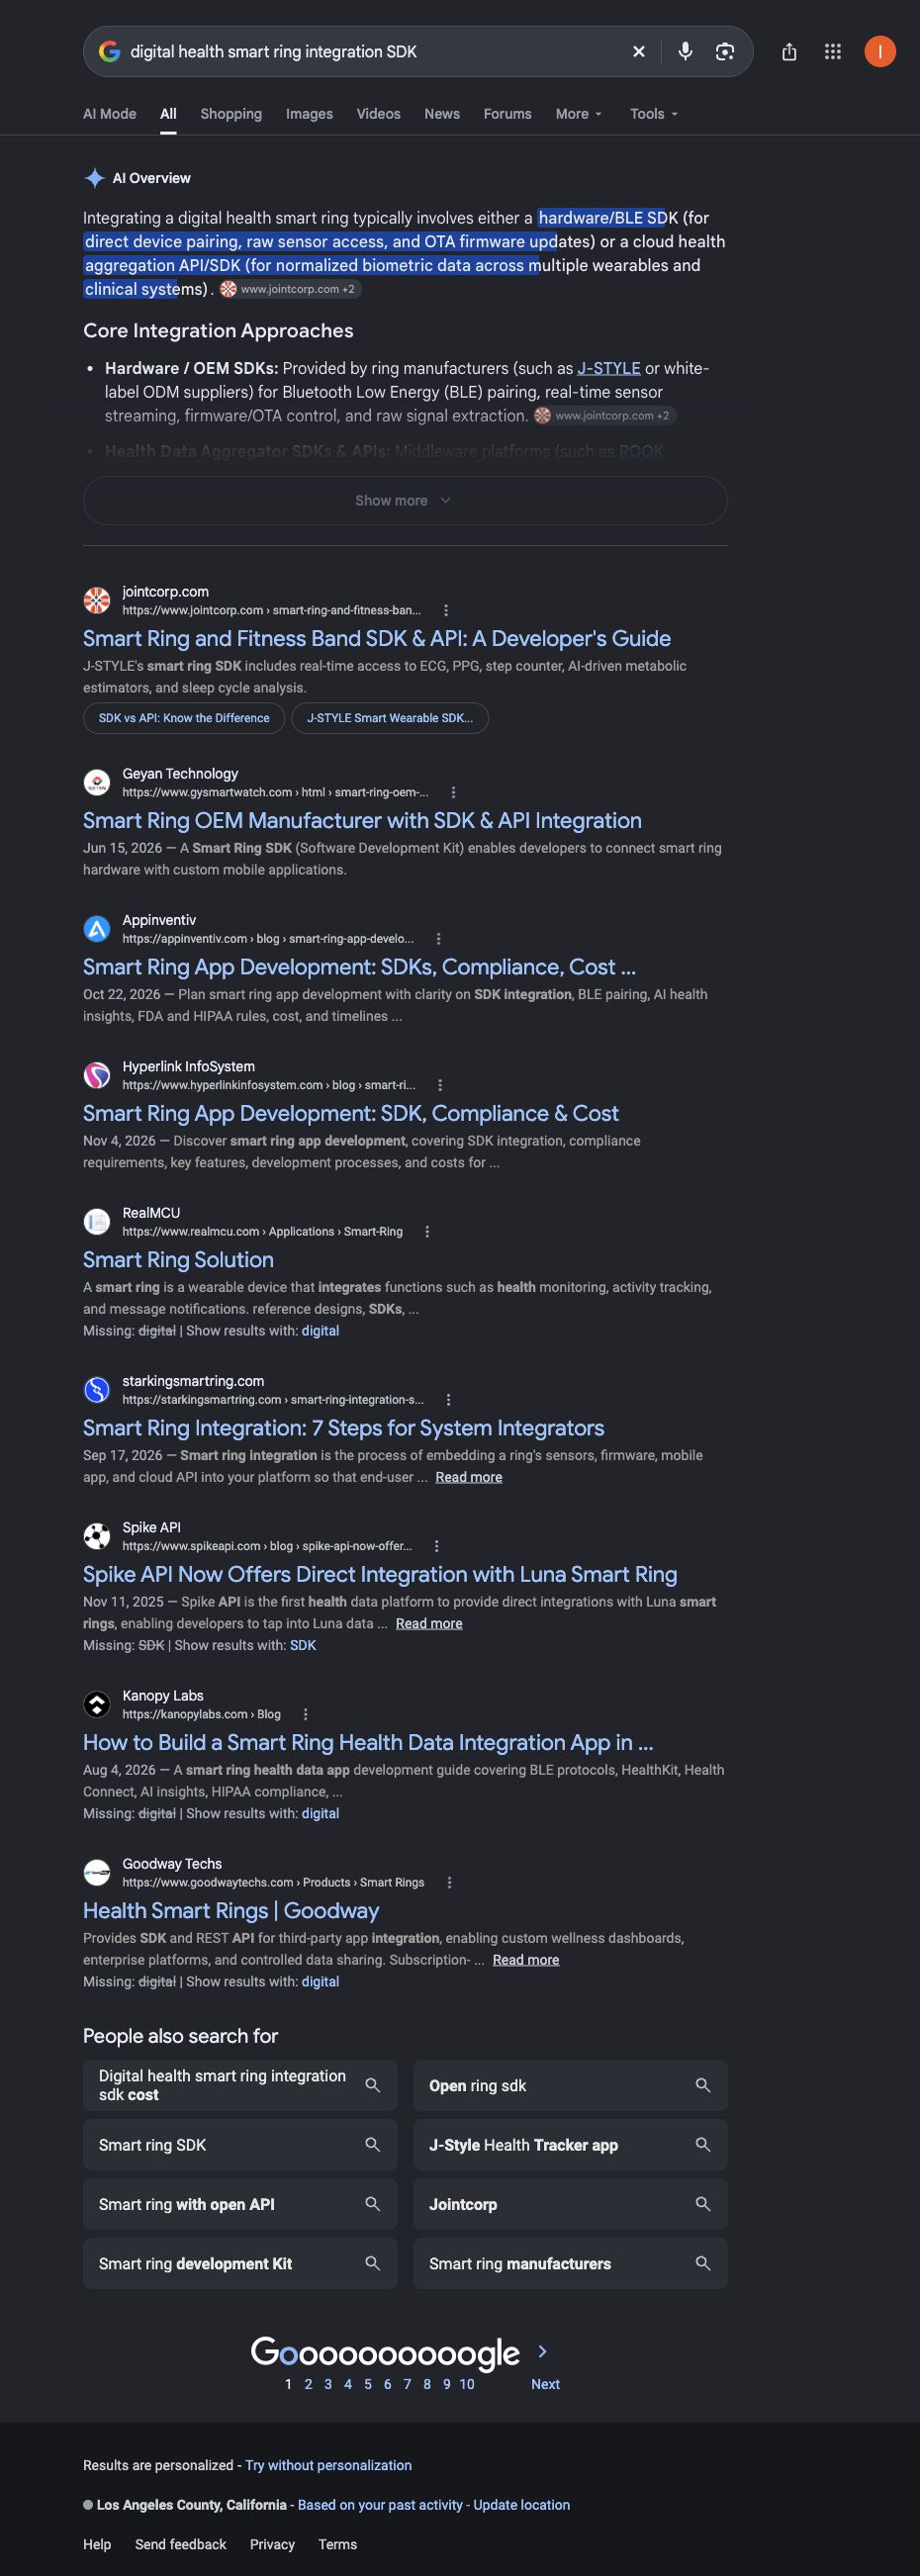 digital health smart ring integration SDK
AI Mode All Shopping Images Videos News Forums More Tools
AI Overview
Integrating a digital health smart ring typically involves either a hardware/BLE SDK (for
direct device pairing, raw sensor access, and OTA firmware updates) or a cloud health
aggregation API/SDK (for normalized biometric data across multiple wearables and
clinical systems). www.jointcorp.com +2
Core Integration Approaches
• Hardware / OEM SDKs: Provided by ring manufacturers (such as J-STYLE or white-
label ODM suppliers) for Bluetooth Low Energy (BLE) pairing, real-time sensor
streaming, firmware/OTA control, and raw signal extraction. www.jointcorp.com +2
• Health Data Aggregator SDKs & APIs: Middleware platforms (such as ROOK
Show more
jointcorp.com
https://www.jointcorp.com › smart-ring-and-fitness-ban...
Smart Ring and Fitness Band SDK & API: A Developer's Guide
J-STYLE's smart ring SDK includes real-time access to ECG, PPG, step counter, AI-driven metabolic
estimators, and sleep cycle analysis.
SDK vs API: Know the Difference J-STYLE Smart Wearable SDK...
Geyan Technology
https://www.gysmartwatch.com › html › smart-ring-oem-...
Smart Ring OEM Manufacturer with SDK & API Integration
Jun 15, 2026 — A Smart Ring SDK (Software Development Kit) enables developers to connect smart ring
hardware with custom mobile applications.
Appinventiv
https://appinventiv.com › blog › smart-ring-app-develo...
Smart Ring App Development: SDKs, Compliance, Cost ...
Oct 22, 2026 — Plan smart ring app development with clarity on SDK integration, BLE pairing, AI health
insights, FDA and HIPAA rules, cost, and timelines ...
Hyperlink InfoSystem
https://www.hyperlinkinfosystem.com › blog › smart-ri...
Smart Ring App Development: SDK, Compliance & Cost
Nov 4, 2026 — Discover smart ring app development, covering SDK integration, compliance
requirements, key features, development processes, and costs for ...
RealMCU
https://www.realmcu.com › Applications › Smart-Ring
Smart Ring Solution
A smart ring is a wearable device that integrates functions such as health monitoring, activity tracking,
and message notifications. reference designs, SDKs, ...
Missing: digital | Show results with: digital
starkingsmartring.com
https://starkingsmartring.com › smart-ring-integration-s...
Smart Ring Integration: 7 Steps for System Integrators
Sep 17, 2026 — Smart ring integration is the process of embedding a ring's sensors, firmware, mobile
app, and cloud API into your platform so that end-user ... Read more
Spike API
https://www.spikeapi.com › blog › spike-api-now-offer...
Spike API Now Offers Direct Integration with Luna Smart Ring
Nov 11, 2025 — Spike API is the first health data platform to provide direct integrations with Luna smart
rings, enabling developers to tap into Luna data ... Read more
Missing: SDK | Show results with: SDK
Kanopy Labs
https://kanopylabs.com › Blog
How to Build a Smart Ring Health Data Integration App in ...
Aug 4, 2026 — A smart ring health data app development guide covering BLE protocols, HealthKit, Health
Connect, AI insights, HIPAA compliance, ...
Missing: digital | Show results with: digital
Goodway Techs
https://www.goodwaytechs.com › Products › Smart Rings
Health Smart Rings | Goodway
Provides SDK and REST API for third-party app integration, enabling custom wellness dashboards,
enterprise platforms, and controlled data sharing. Subscription- ... Read more
Missing: digital | Show results with: digital
People also search for
Digital health smart ring integration
sdk cost
Open ring sdk
Smart ring SDK
J-Style Health Tracker app
Smart ring with open API
Jointcorp
Smart ring development Kit
Smart ring manufacturers
Goooooooooogle
1 2 3 4 5 6 7 8 9 10 Next
Results are personalized - Try without personalization
Los Angeles County, California - Based on your past activity - Update location
Help Send feedback Privacy Terms